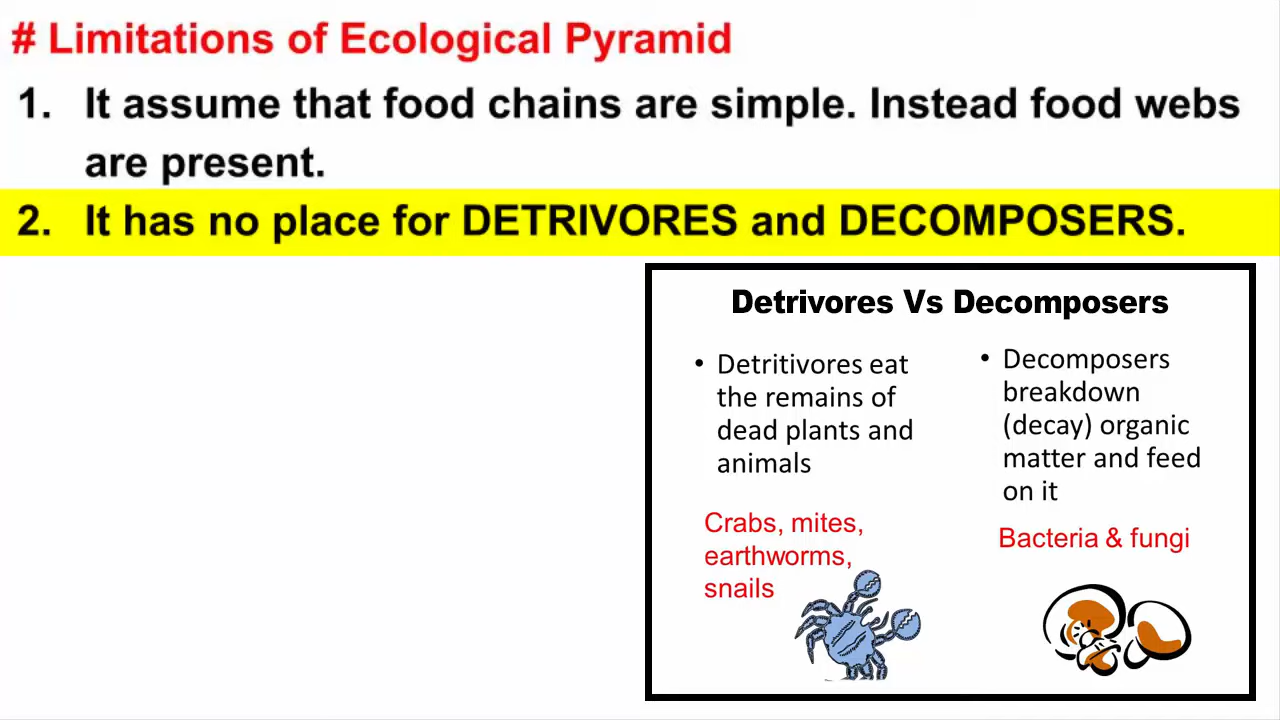 # Limitations of Ecological Pyramid
1. It assume that food chains are simple. Instead food webs
are present.
2. It has no place for DETRIVORES and DECOMPOSERS.
Detrivores Vs Decomposers
• Detritivores eat
the remains of
dead plants and
animals
Crabs, mites,
earthworms,
snails
• Decomposers
breakdown
(decay) organic
matter and feed
on it
Bacteria & fungi